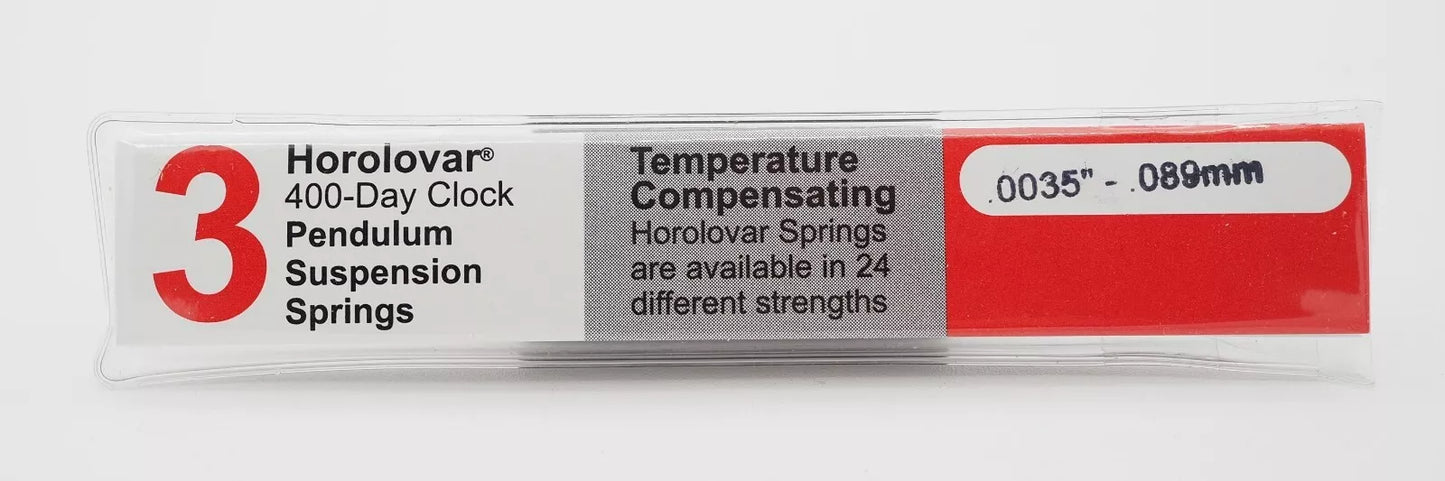 3
Horolovar®
400-Day Clock
Pendulum
Suspension
Springs
Temperature
Compensating
Horolovar Springs
are available in 24
different strengths
.0035" - .089mm